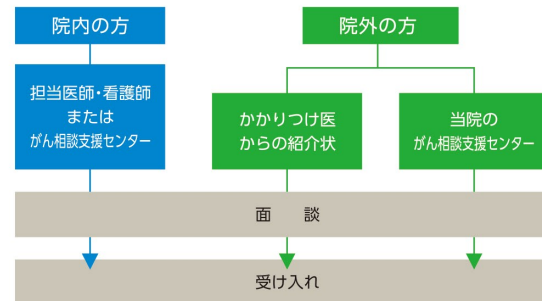 院内の方
院外の方
担当医師・看護師
または
がん相談支援センター
かかりつけ医
からの紹介状
当院の
がん相談支援センター
面　談
受け入れ